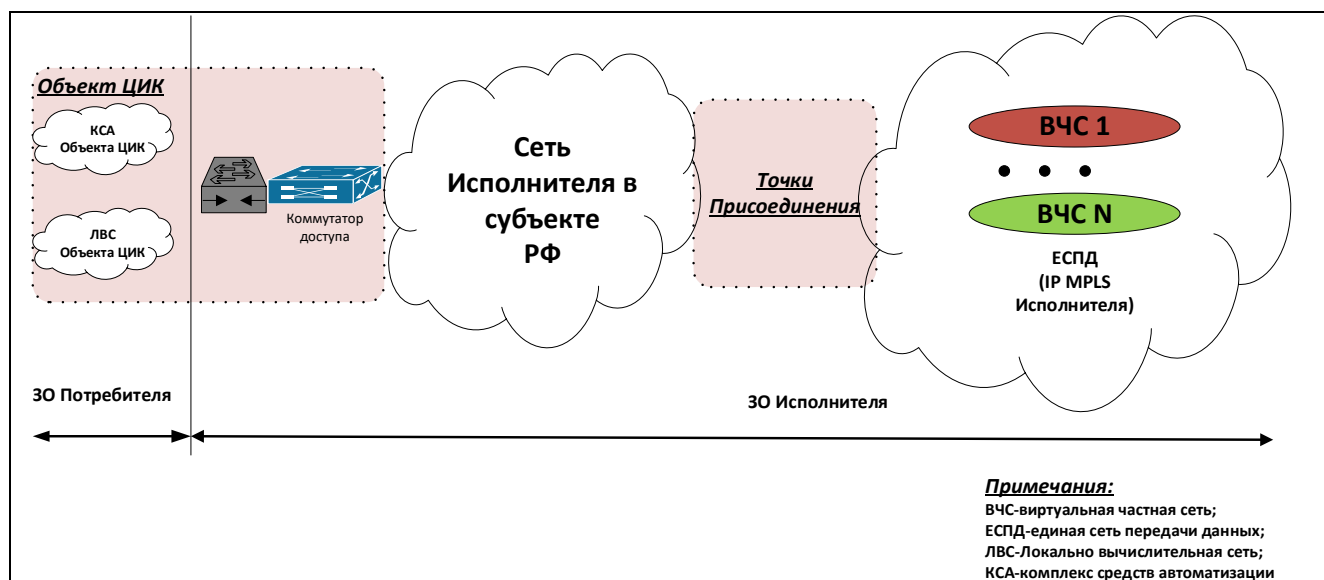 Объект ЦИК
КСА
Объекта ЦИК
ЛВС
Объекта ЦИК
Коммутатор
доступа
Сеть
Исполнителя в
субъекте
РФ
Точки
Присоединения
ВЧС 1
ВЧС N
ЕСПД
(IP MPLS
Исполнителя)
ЗО Потребителя
ЗО Исполнителя
Примечания:
ВЧС-виртуальная частная сеть;
ЕСПД-единая сеть передачи данных;
ЛВС-Локально вычислительная сеть;
КСА-комплекс средств автоматизации